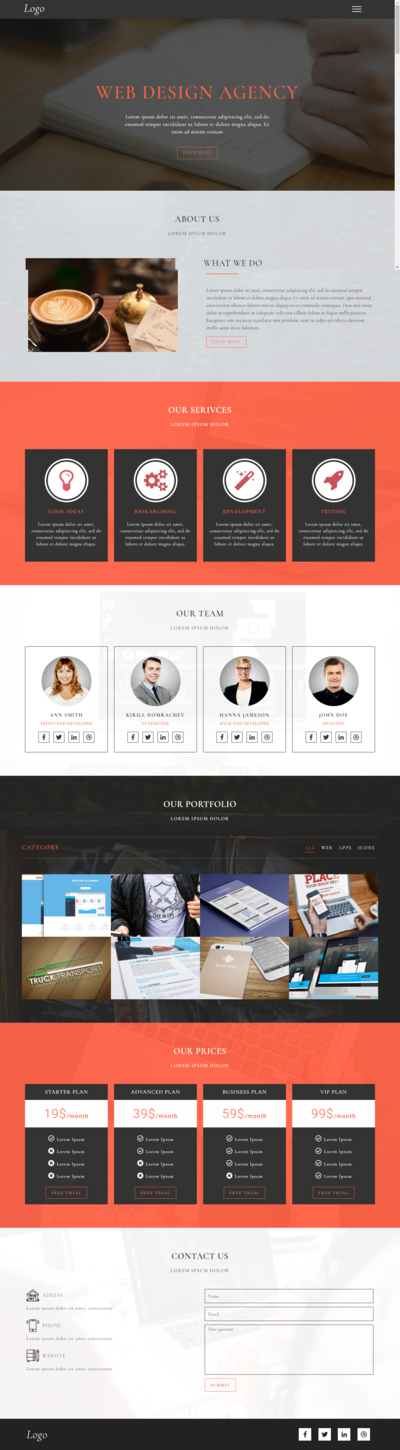 Logo
WEB DESIGN AGENCY
Lorem ipsum dolor sit amet, consectetur adipisicing elit, sed do
eiusmod tempor incididunt ut labore et dolore magna aliqua. Ut
enim ad minim veniam
KNOW MORE
ABOUT US
LOREM IPSUM DOLOR
WHAT WE DO
Lorem ipsum dolor sit amet, consectetur adipisicing elit, sed do eiusmod tempor
incididunt ut labore et dolore magna aliqua. Ut enim ad minim veniam, quis nostrud
exercitation ullamco laboris nisi ut aliquip ex ea commodo consequat. Duis aute irure
dolor in reprehenderit in voluptate velit esse cillum dolore eu fugiat nulla pariatur.
Excepteur sint occaecat cupidatat non proident, sunt in culpa qui officia deserunt
mollit anim id est laborum.
KNOW MORE
OUR SERIVCES
LOREM IPSUM DOLOR
COOL IDEAS
Lorem ipsum dolor sit amet,
consectetur adipisicing elit, sed do
eiusmod tempor incididunt ut
labore et dolore magna aliqua.
RESEARCHING
Lorem ipsum dolor sit amet,
consectetur adipisicing elit, sed do
eiusmod tempor incididunt ut
labore et dolore magna aliqua.
DEVELOPMENT
Lorem ipsum dolor sit amet,
consectetur adipisicing elit, sed do
eiusmod tempor incididunt ut
labore et dolore magna aliqua.
TESTING
Lorem ipsum dolor sit amet,
consectetur adipisicing elit, sed do
eiusmod tempor incididunt ut
labore et dolore magna aliqua.
OUR TEAM
LOREM IPSUM DOLOR
ANN SMITH
FRONT-END DEVELOPER
KIRILL DOMRACHEV
UI DESIGNER
HANNA JAMESON
BACK-END DEVELOPER
JOHN DOE
DESIGNER
OUR PORTFOLIO
LOREM IPSUM DOLOR
CATEGORY
ALL WEB APPS ICONS
PLACE
TRUCK TRANSPORT
OUR PRICES
LOREM IPSUM DOLOR
STARTER PLAN
19$/month
Lorem Ipsum
Lorem Ipsum
Lorem Ipsum
Lorem Ipsum
FREE TRIAL
ADVANCED PLAN
39$/month
Lorem Ipsum
Lorem Ipsum
Lorem Ipsum
Lorem Ipsum
FREE TRIAL
BUSINESS PLAN
59$/month
Lorem Ipsum
Lorem Ipsum
Lorem Ipsum
Lorem Ipsum
FREE TRIAL
VIP PLAN
99$/month
Lorem Ipsum
Lorem Ipsum
Lorem Ipsum
Lorem Ipsum
FREE TRIAL
CONTACT US
LOREM IPSUM DOLOR
ADRESS
Lorem ipsum dolor sit amet, consectetur
PHONE
Lorem ipsum dolor sit amet, consectetur
WEBSITE
Lorem ipsum dolor sit amet, consectetur
Name
Email
Your question
SUBMIT
Logo